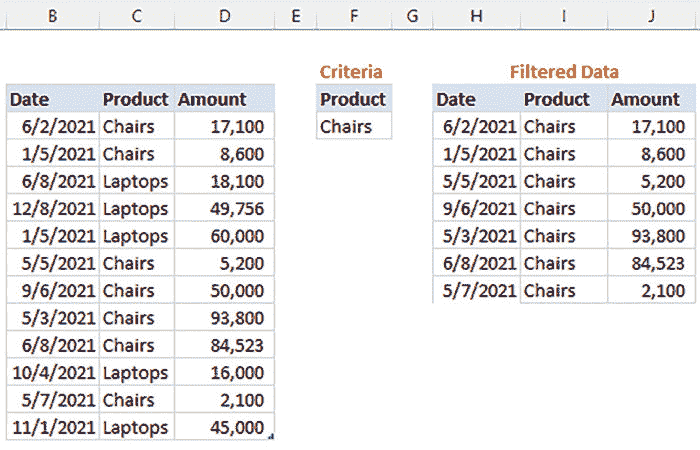 B C D E F G H I J
Criteria Filtered Data
Date Product Amount Product Date Product Amount
6/2/2021 Chairs 17,100 Chairs 6/2/2021 Chairs 17,100
1/5/2021 Chairs 8,600 1/5/2021 Chairs 8,600
6/8/2021 Laptops 18,100 5/5/2021 Chairs 5,200
12/8/2021 Laptops 49,756 9/6/2021 Chairs 50,000
1/5/2021 Laptops 60,000 5/3/2021 Chairs 93,800
5/5/2021 Chairs 5,200 6/8/2021 Chairs 84,523
9/6/2021 Chairs 50,000 5/7/2021 Chairs 2,100
5/3/2021 Chairs 93,800
6/8/2021 Chairs 84,523
10/4/2021 Laptops 16,000
5/7/2021 Chairs 2,100
11/1/2021 Laptops 45,000